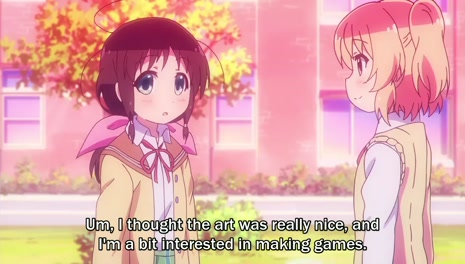 Um, I thought the art was really nice, and
I'm a bit interested in making games.